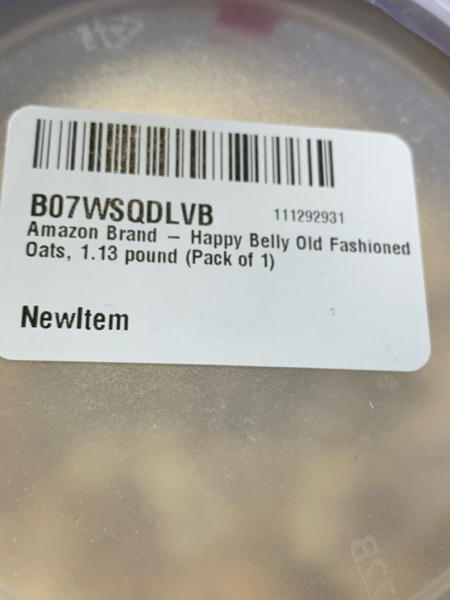 B07WSQDLVB 111292931
Amazon Brand – Happy Belly Old Fashioned
Oats, 1.13 pound (Pack of 1)
NewItem